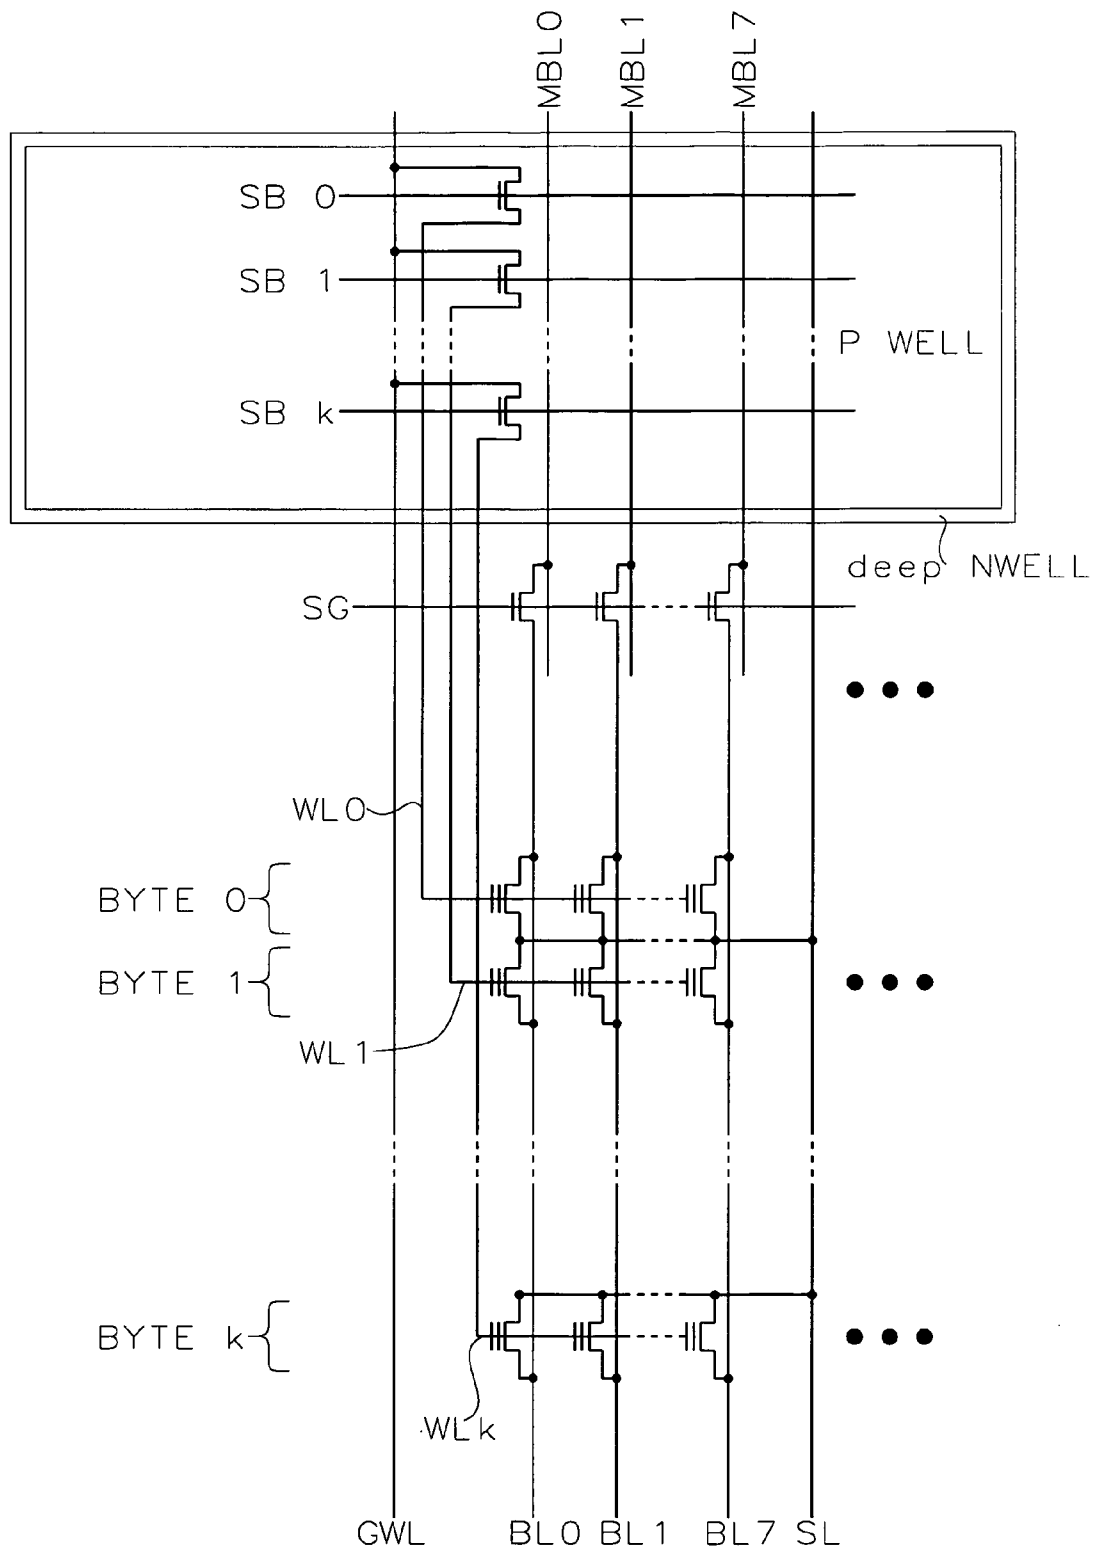 MBL0
MBL1
MBL7
SB 0
SB 1
P WELL
SB k
deep NWELL
SG
WL0
BYTE 0
BYTE 1
WL1
BYTE k
WLk
GWL
BL0
BL1
BL7
SL